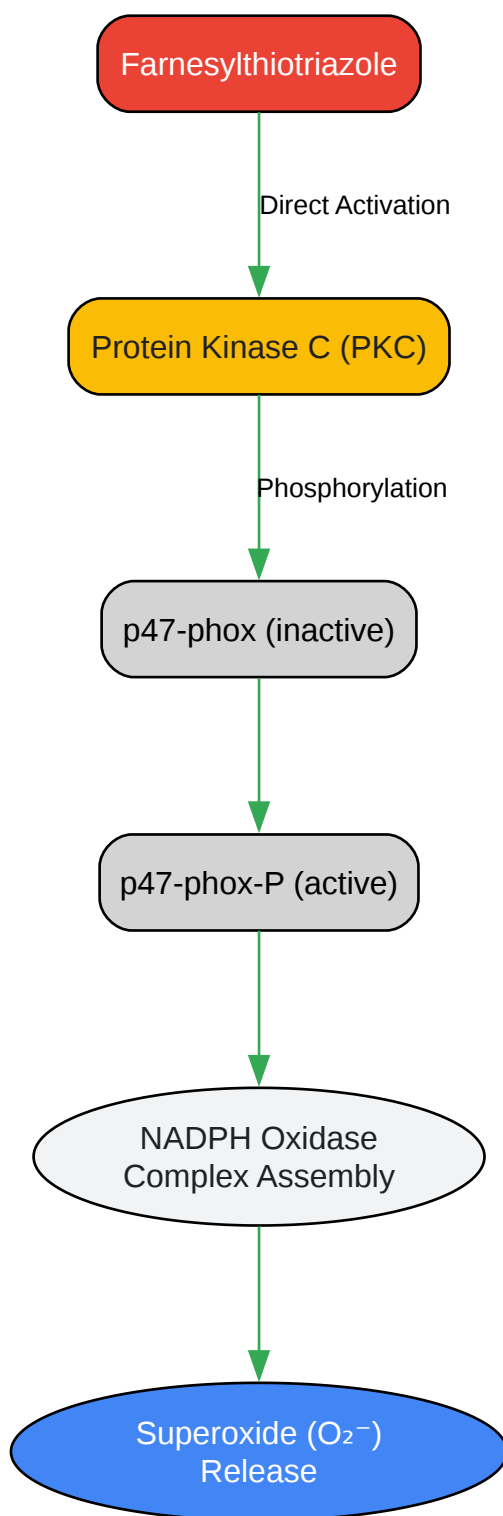 Farnesylthiotriazole
Direct Activation
Protein Kinase C (PKC)
Phosphorylation
p47-phox (inactive)
p47-phox-P (active)
NADPH Oxidase
Complex Assembly
Superoxide (O₂⁻)
Release